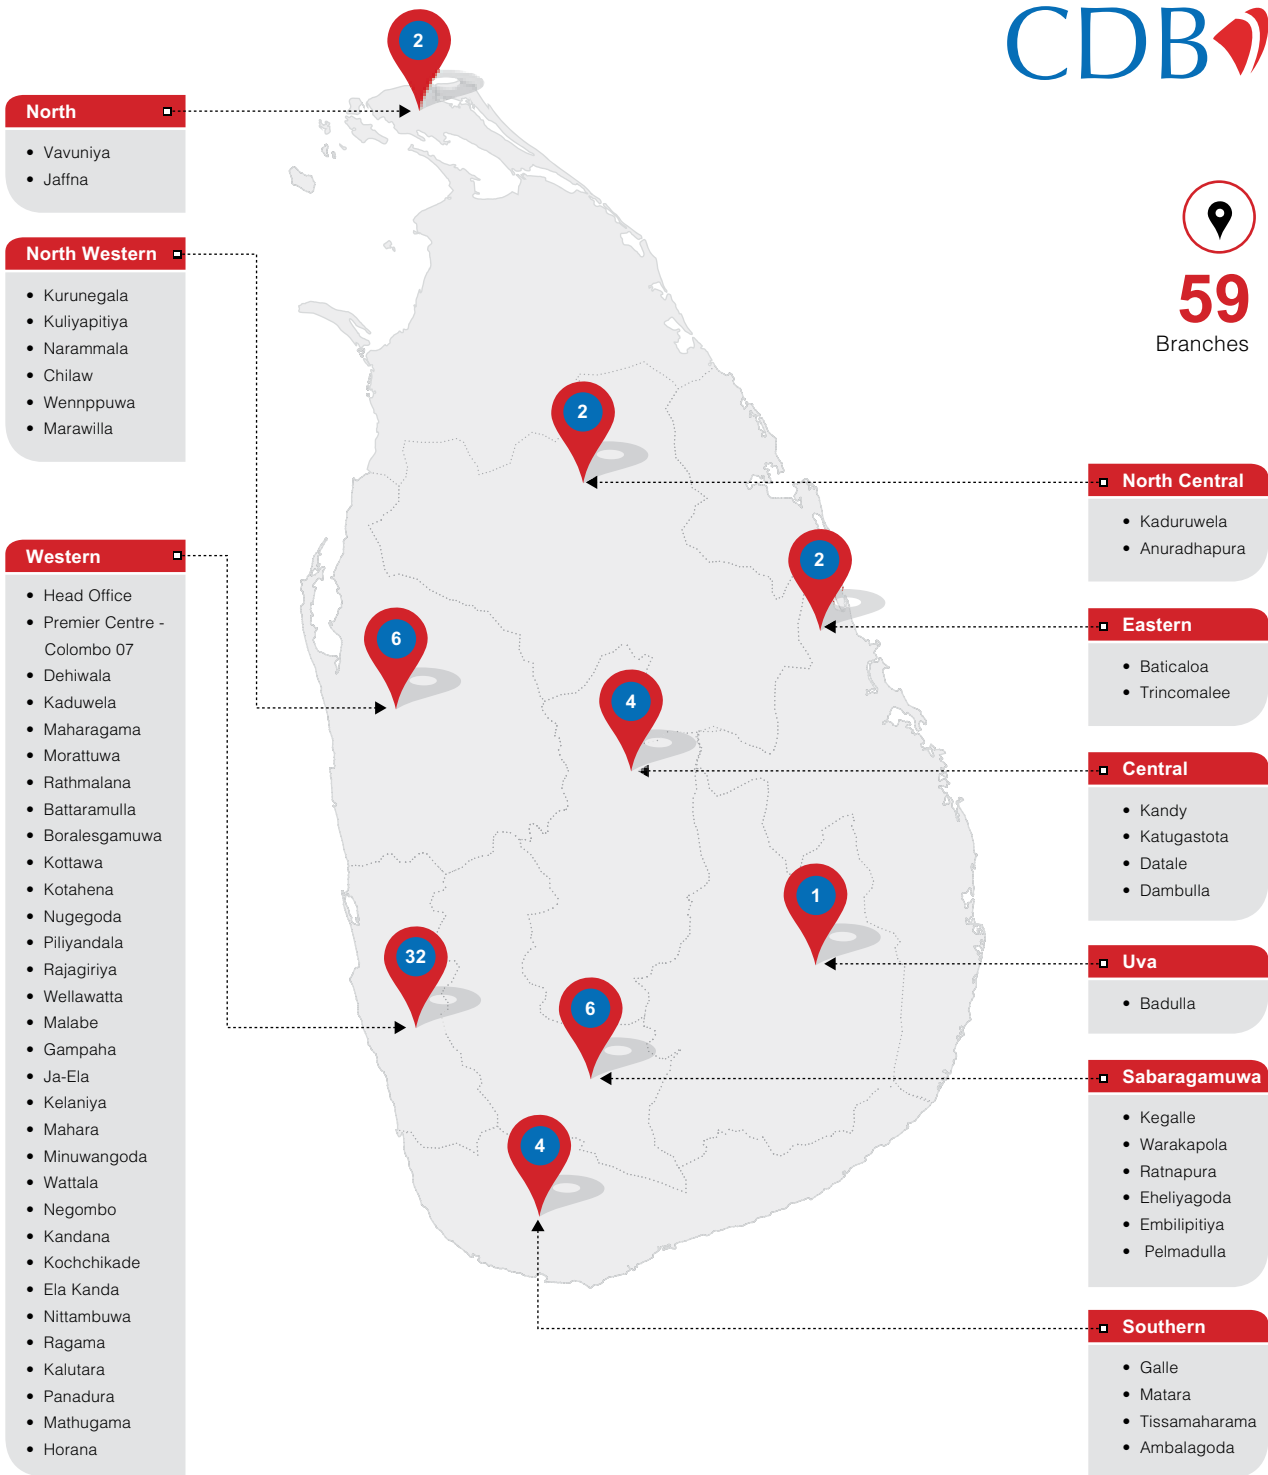 CDB
2
North
• Vavuniya
• Jaffna
59
Branches
North Western
• Kurunegala
• Kuliyapitiya
• Narammala
• Chilaw
• Wennppuwa
• Marawilla
2
North Central
• Kaduruwela
• Anuradhapura
Western
• Head Office
• Premier Centre -
Colombo 07
• Dehiwala
• Kaduwela
• Maharagama
• Morattuwa
• Rathmalana
• Battaramulla
• Boralesgamuwa
• Kottawa
• Kotahena
• Nugegoda
• Piliyandala
• Rajagiriya
• Wellawatta
• Malabe
• Gampaha
• Ja-Ela
• Kelaniya
• Mahara
• Minuwangoda
• Wattala
• Negombo
• Kandana
• Kochchikade
• Ela Kanda
• Nittambuwa
• Ragama
• Kalutara
• Panadura
• Mathugama
• Horana
2
6
4
1
32
6
4
Eastern
• Baticaloa
• Trincomalee
Central
• Kandy
• Katugastota
• Datale
• Dambulla
Uva
• Badulla
Sabaragamuwa
• Kegalle
• Warakapola
• Ratnapura
• Eheliyagoda
• Embilipitiya
• Pelmadulla
Southern
• Galle
• Matara
• Tissamaharama
• Ambalagoda